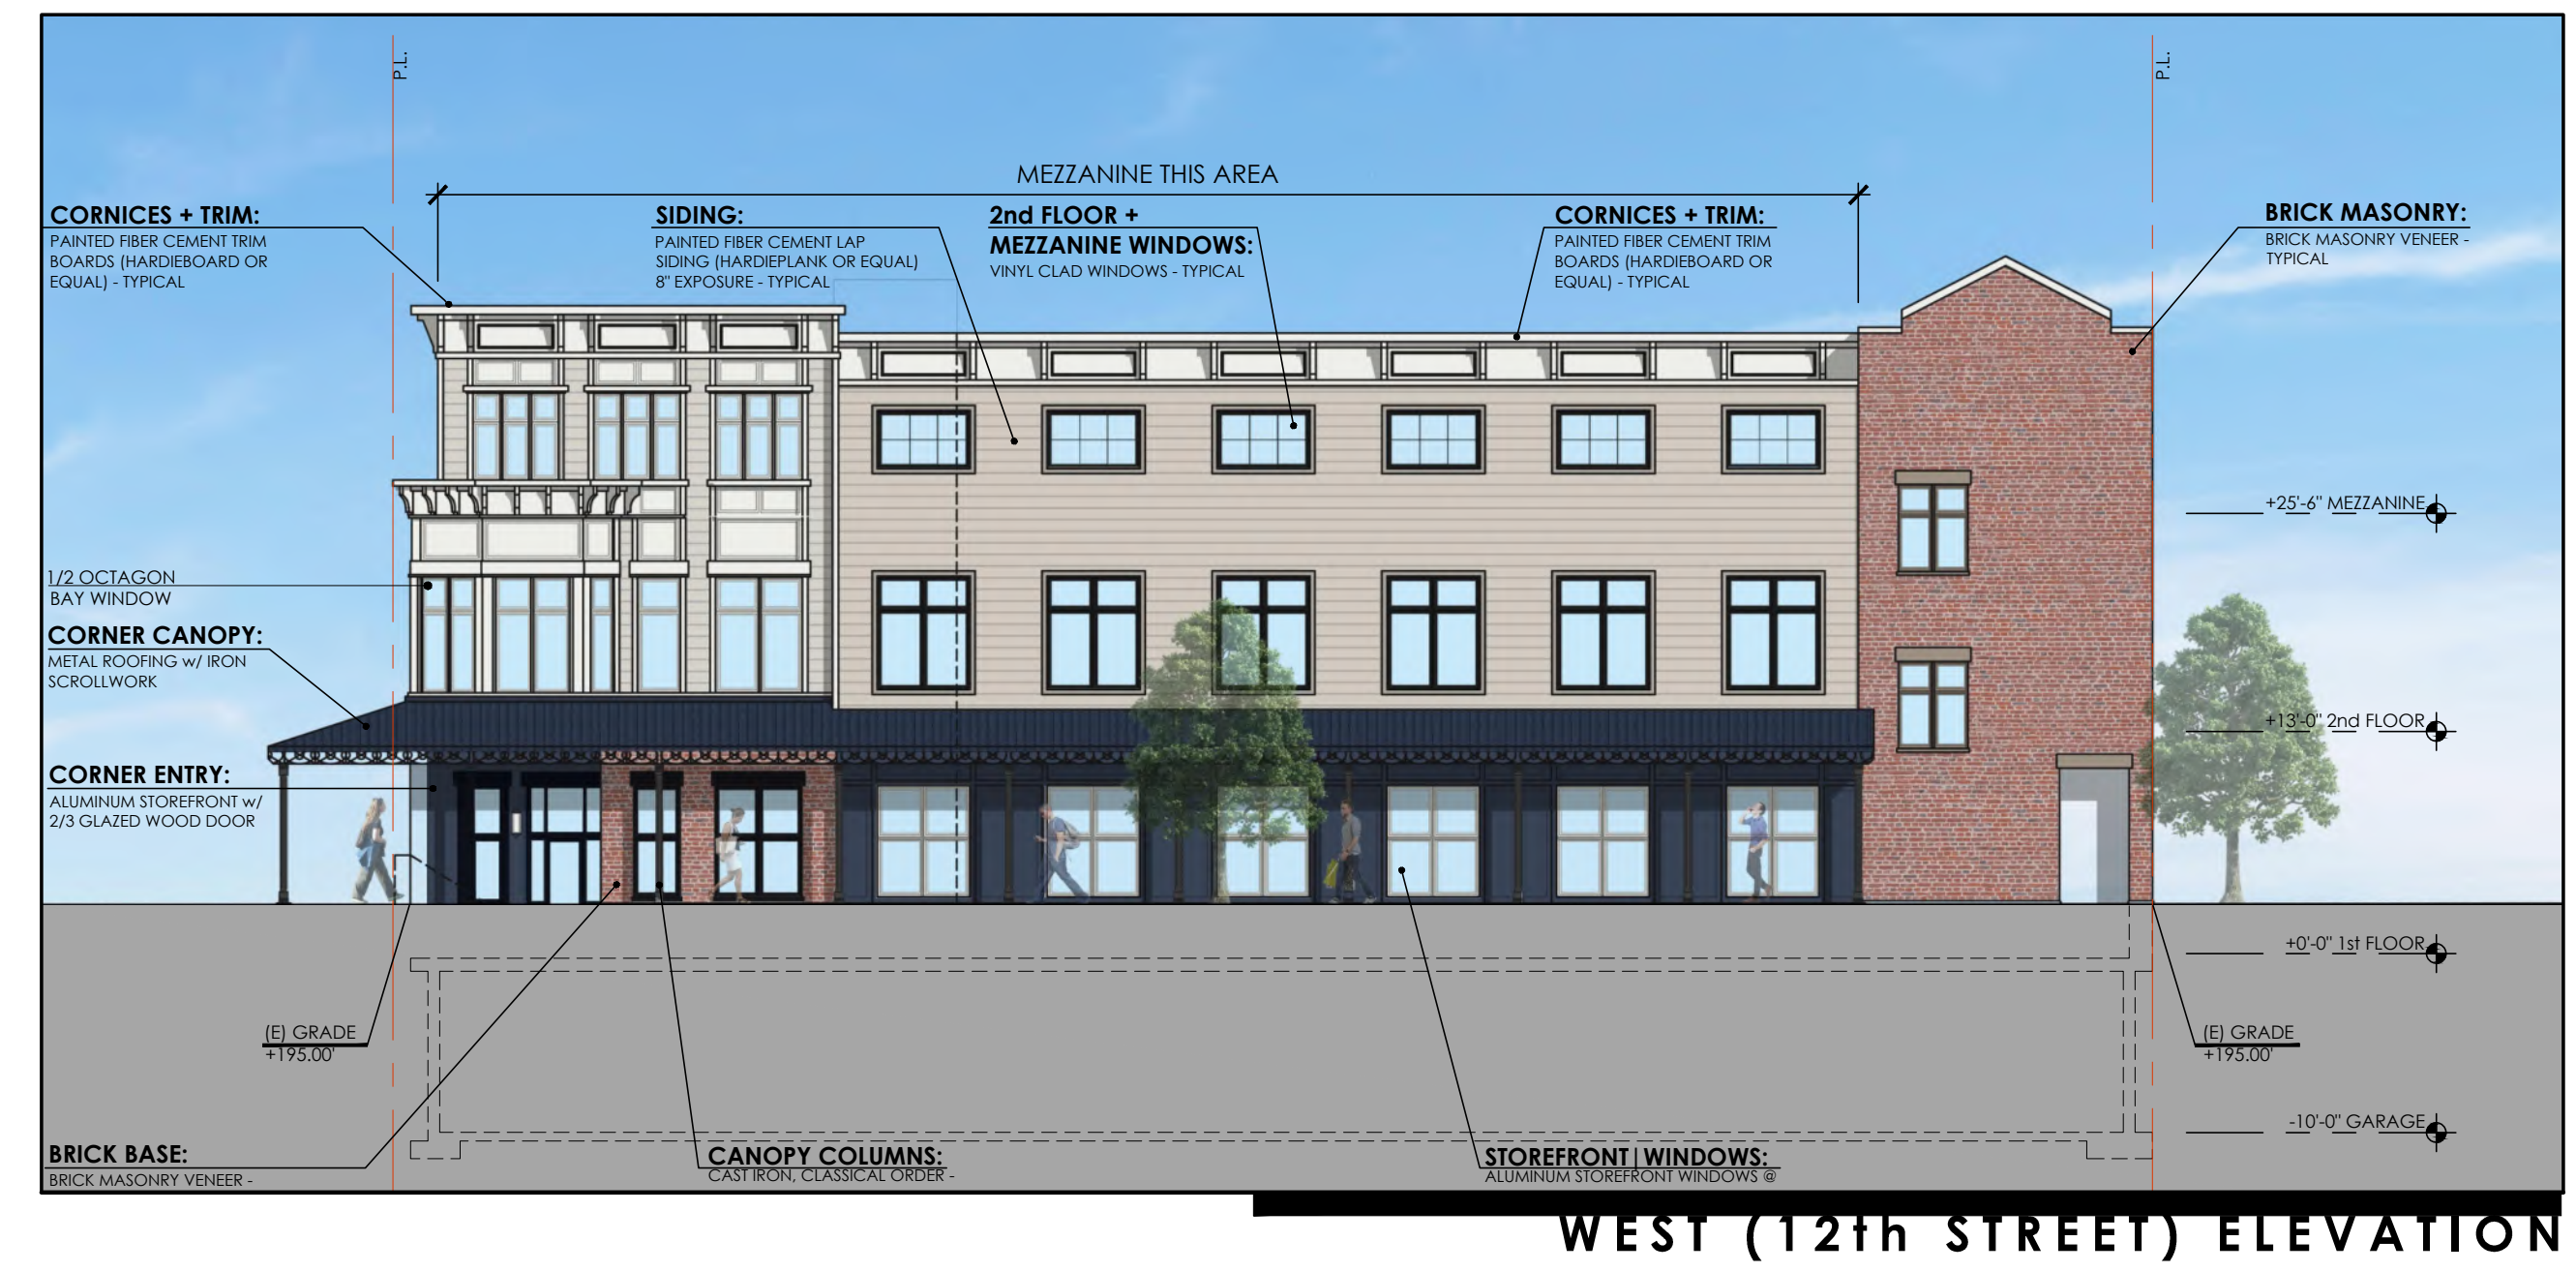 P.L.
P.L.
MEZZANINE THIS AREA
CORNICES + TRIM:
PAINTED FIBER CEMENT TRIM
BOARDS (HARDIEBOARD OR
EQUAL) - TYPICAL
SIDING:
PAINTED FIBER CEMENT LAP
SIDING (HARDIEPLANK OR EQUAL)
8" EXPOSURE - TYPICAL
2nd FLOOR +
MEZZANINE WINDOWS:
VINYL CLAD WINDOWS - TYPICAL
CORNICES + TRIM:
PAINTED FIBER CEMENT TRIM
BOARDS (HARDIEBOARD OR
EQUAL) - TYPICAL
BRICK MASONRY:
BRICK MASONRY VENEER -
TYPICAL
+25'-6" MEZZANINE
1/2 OCTAGON
BAY WINDOW
CORNER CANOPY:
METAL ROOFING w/ IRON
SCROLLWORK
+13'-0" 2nd FLOOR
CORNER ENTRY:
ALUMINUM STOREFRONT w/
2/3 GLAZED WOOD DOOR
+0'-0" 1st FLOOR
(E) GRADE
+195.00'
(E) GRADE
+195.00'
-10'-0" GARAGE
BRICK BASE:
BRICK MASONRY VENEER -
CANOPY COLUMNS:
CAST IRON, CLASSICAL ORDER -
STOREFRONT WINDOWS:
ALUMINUM STOREFRONT WINDOWS @
WEST (12th STREET) ELEVATION